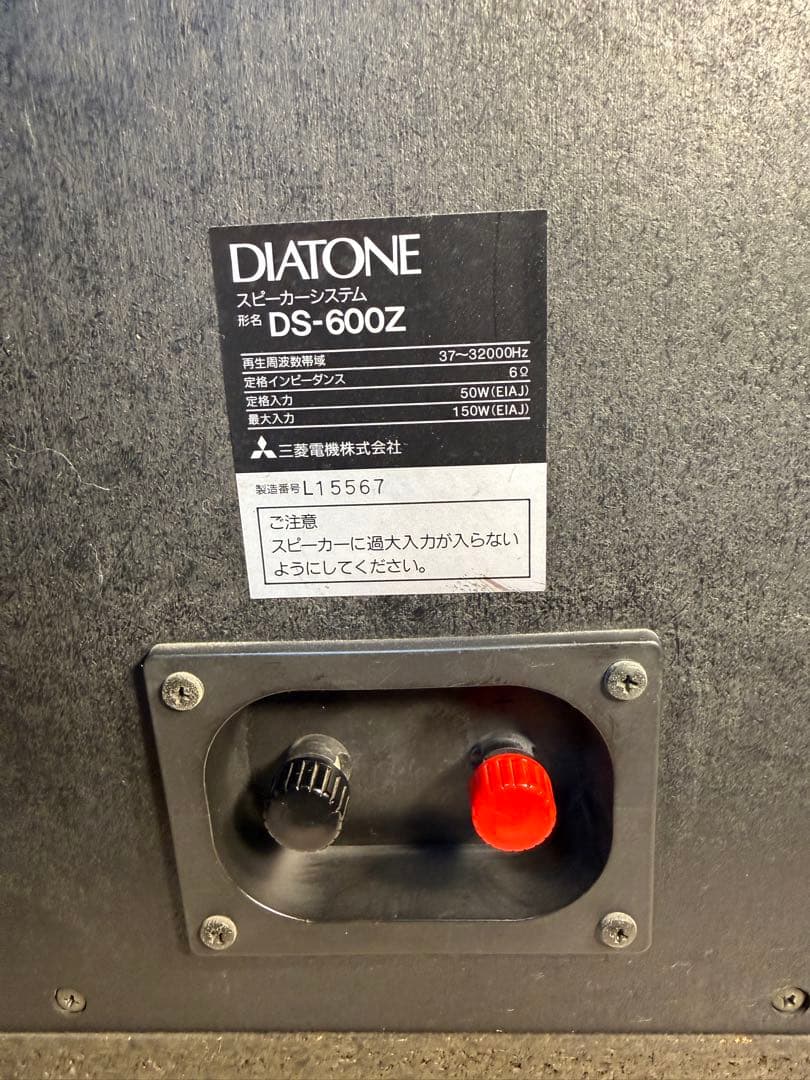 DIATONE
スピーカーシステム
形名 DS-600Z
再生周波数帯域 37〜32000Hz
定格インピーダンス 6Ω
定格入力 50W(EIAJ)
最大入力 150W(EIAJ)
三菱電機株式会社
製造番号 L15567
ご注意
スピーカーに過大入力が入らない
ようにしてください。